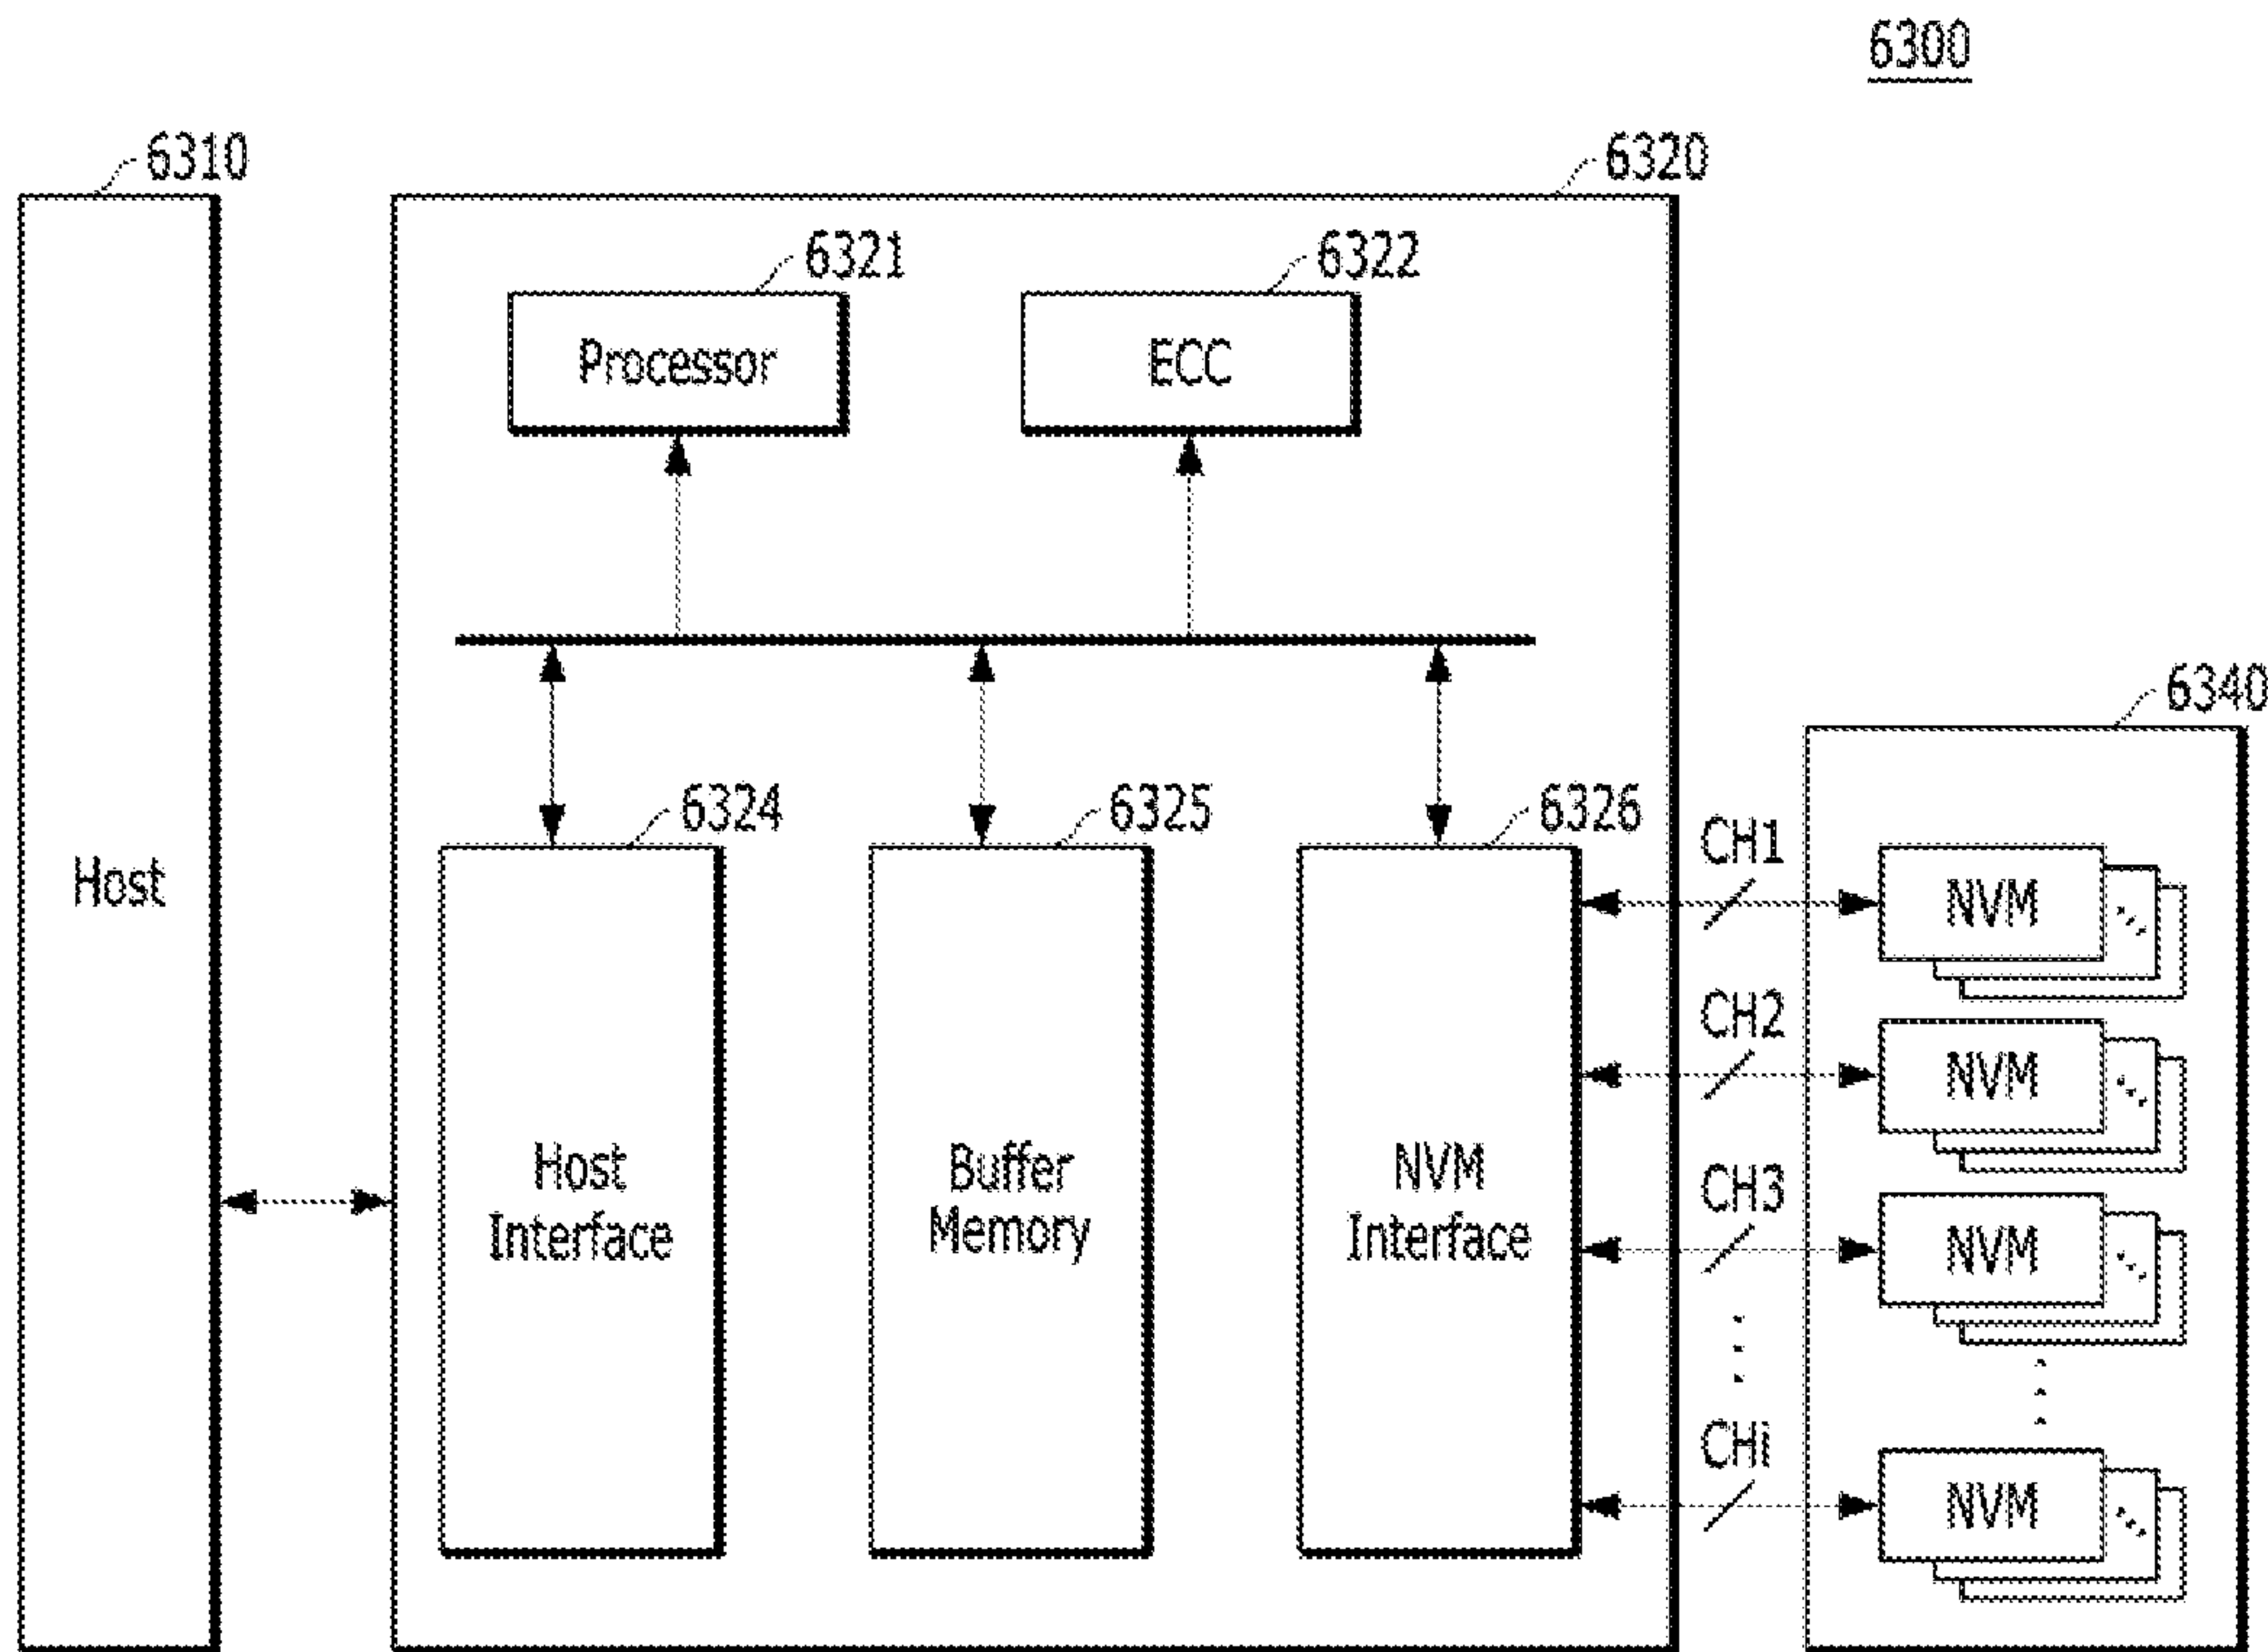 6300
6310
6320
6321
6322
Processor
ECC
6340
6324
6325
6326
CH1
Host
NVM
CH2
NVM
Host
Interface
Buffer
Memory
NVM
Interface
CH3
NVM
CHi
NVM